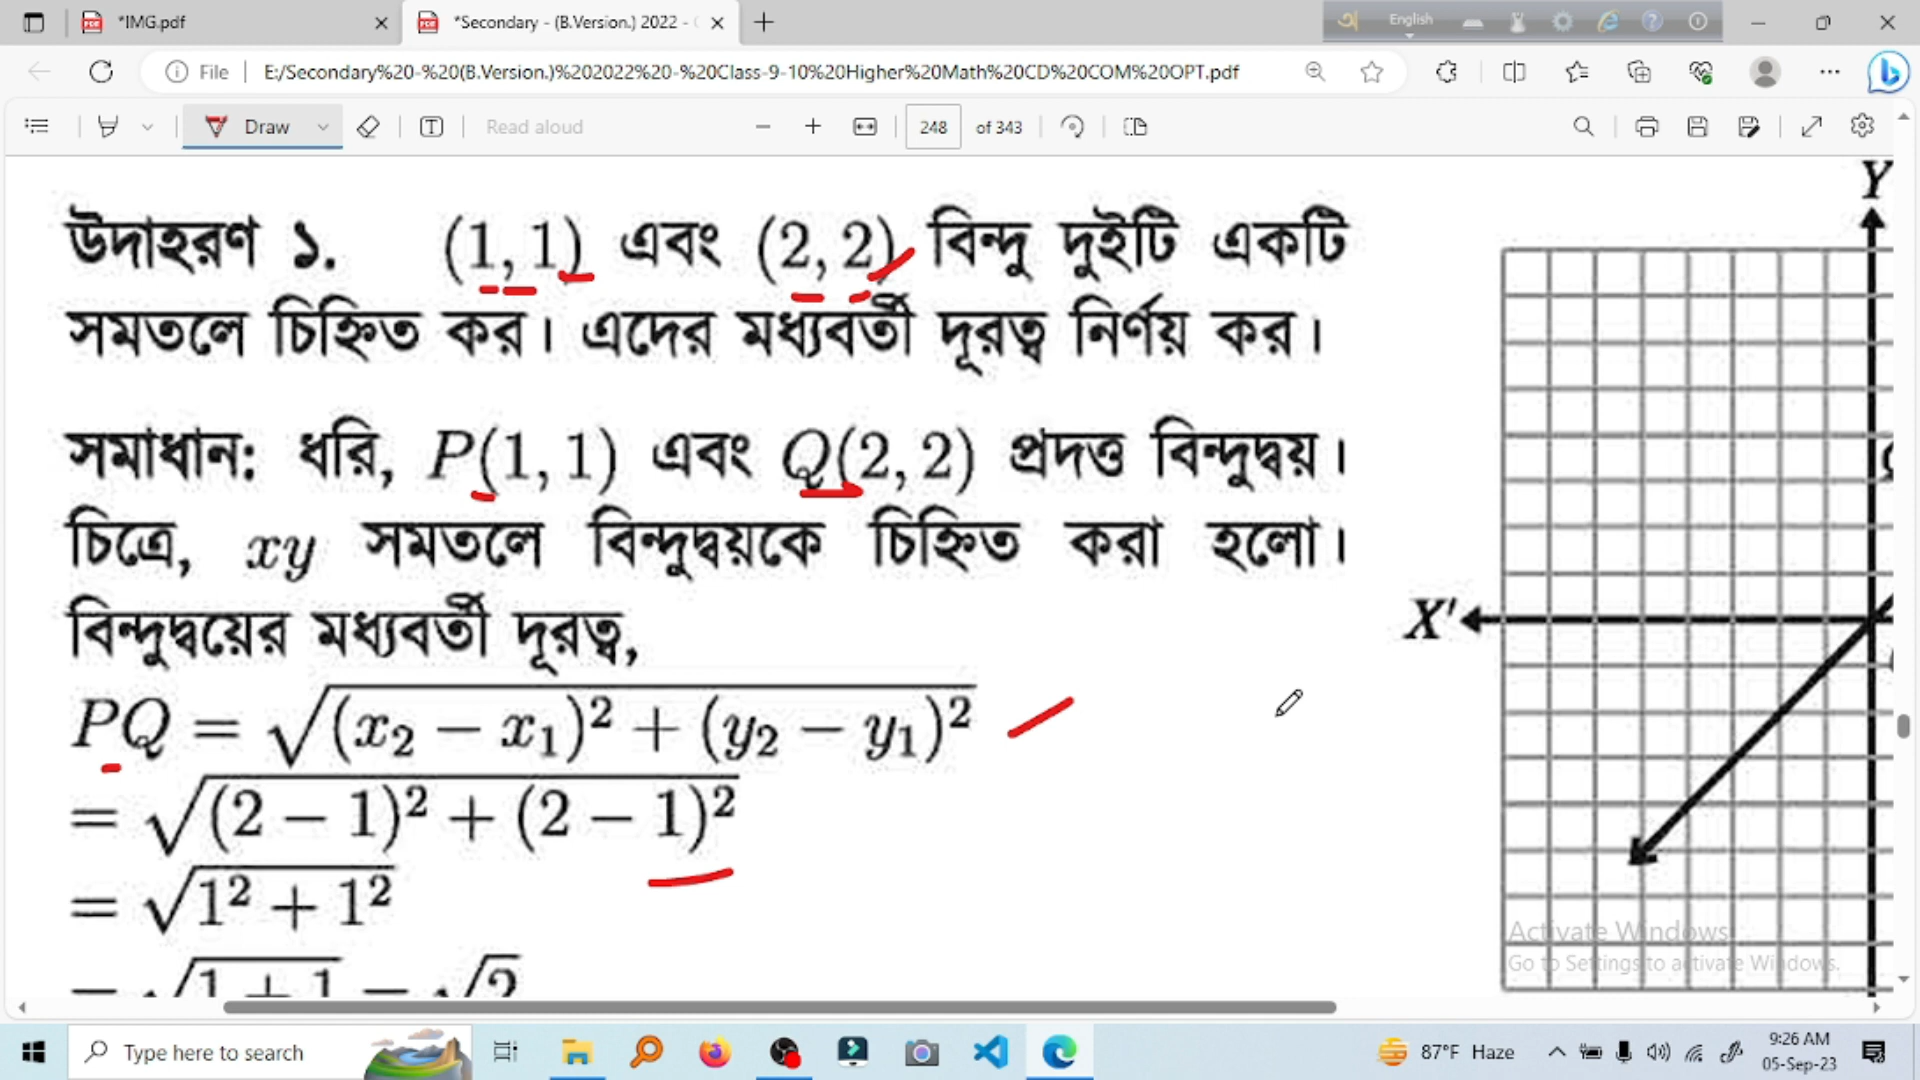 *IMG.pdf
*Secondary - (B.Version.) 2022 -
English
File
E:/Secondary%20-%20(B.Version.)%202022%20-%20Class-9-10%20Higher%20Math%20CD%20COM%20OPT.pdf
Draw
Read aloud
248 of 343
Y
উদাহরণ ১. (1, 1) এবং (2, 2) বিন্দু দুইটি একটি
সমতলে চিহ্নিত কর। এদের মধ্যবর্তী দূরত্ব নির্ণয় কর।
সমাধান: ধরি, P(1, 1) এবং Q(2, 2) প্রদত্ত বিন্দুদ্বয়।
চিত্রে, xy সমতলে বিন্দুদ্বয়কে চিহ্নিত করা হলো।
বিন্দুদ্বয়ের মধ্যবর্তী দূরত্ব,
X′
PQ = √(x₂ − x₁)² + (y₂ − y₁)²
= √(2 − 1)² + (2 − 1)²
= √1² + 1²
= √1 + 1 = √2
Activate Windows
Go to Settings to activate Windows.
Type here to search
87°F Haze
9:26 AM
05-Sep-23